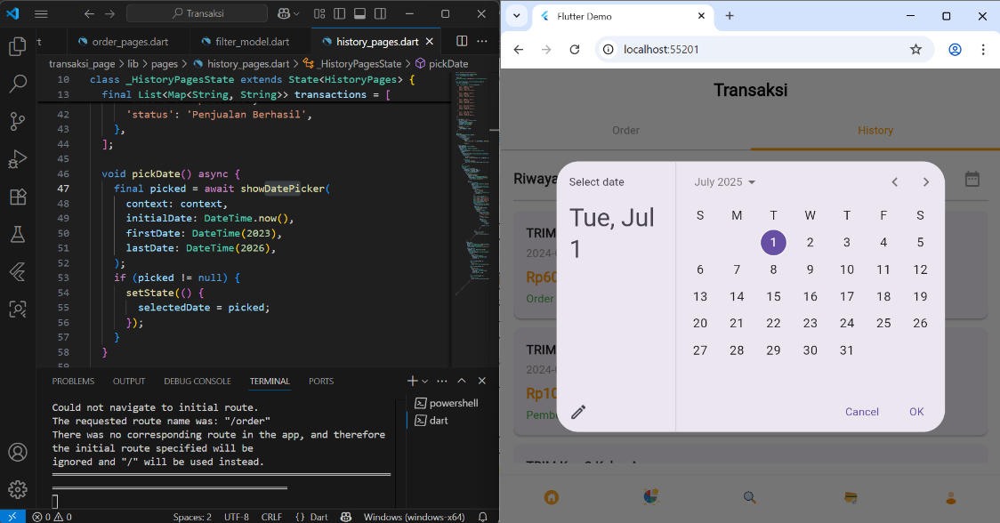 Transaksi
t
order_pages.dart
filter_model.dart
history_pages.dart
transaksi_page > lib > pages > history_pages.dart > _HistoryPagesState > pickDate
10 class _HistoryPagesState extends State<HistoryPages> {
13 final List<Map<String, String>> transactions = [
42 'status': 'Penjualan Berhasil',
43 },
44 ];
45
46 void pickDate() async {
47 final picked = await showDatePicker(
48 context: context,
49 initialDate: DateTime.now(),
50 firstDate: DateTime(2023),
51 lastDate: DateTime(2026),
52 );
53 if (picked != null) {
54 setState(() {
55 selectedDate = picked;
56 });
57 }
58 }
59
PROBLEMS OUTPUT DEBUG CONSOLE TERMINAL PORTS
powershell
dart
Could not navigate to initial route.
The requested route name was: "/order"
There was no corresponding route in the app, and therefore
the initial route specified will be
ignored and "/" will be used instead.
0 0 Spaces: 2 UTF-8 CRLF {} Dart Windows (windows-x64)
Flutter Demo
localhost:55201
Transaksi
Order History
Riwaya
TRIM
2024-
Rp60
Order
TRIM
2024-
Rp10
Pemb
Select date
Tue, Jul
1
July 2025
S M T W T F S
1 2 3 4 5
6 7 8 9 10 11 12
13 14 15 16 17 18 19
20 21 22 23 24 25 26
27 28 29 30 31
Cancel OK